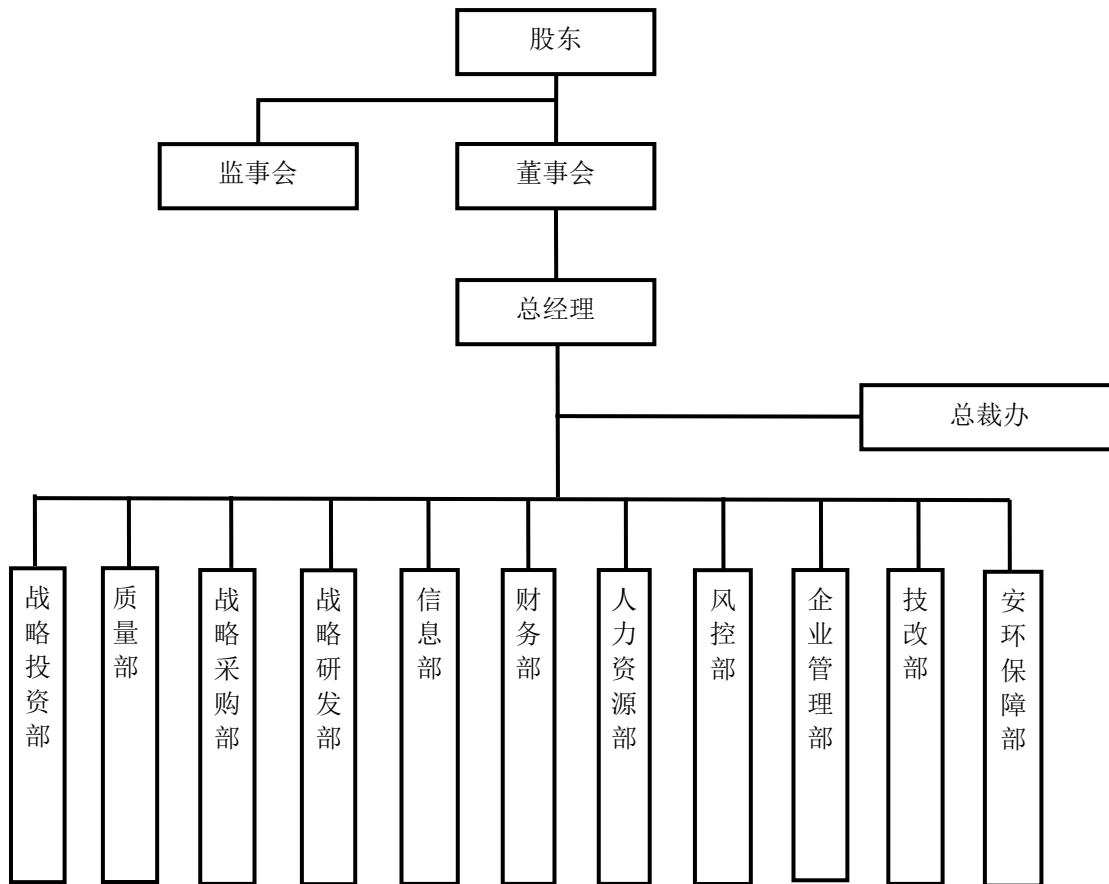 股东
监事会
董事会
总经理
总裁办
战略投资部
质量部
战略采购部
战略研发部
信息部
财务部
人力资源部
风控部
企业管理部
技改部
安环保障部